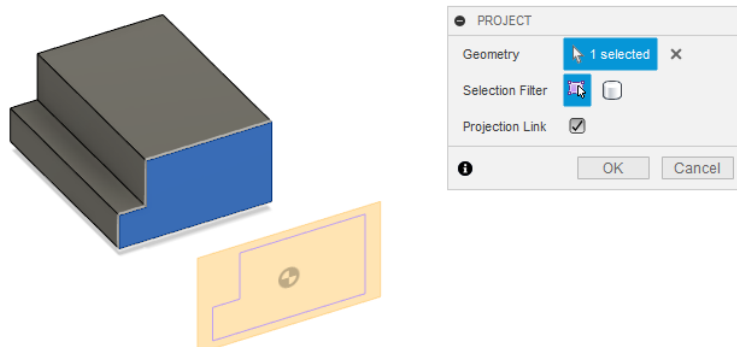 PROJECT
Geometry 1 selected
Selection Filter
Projection Link
OK Cancel